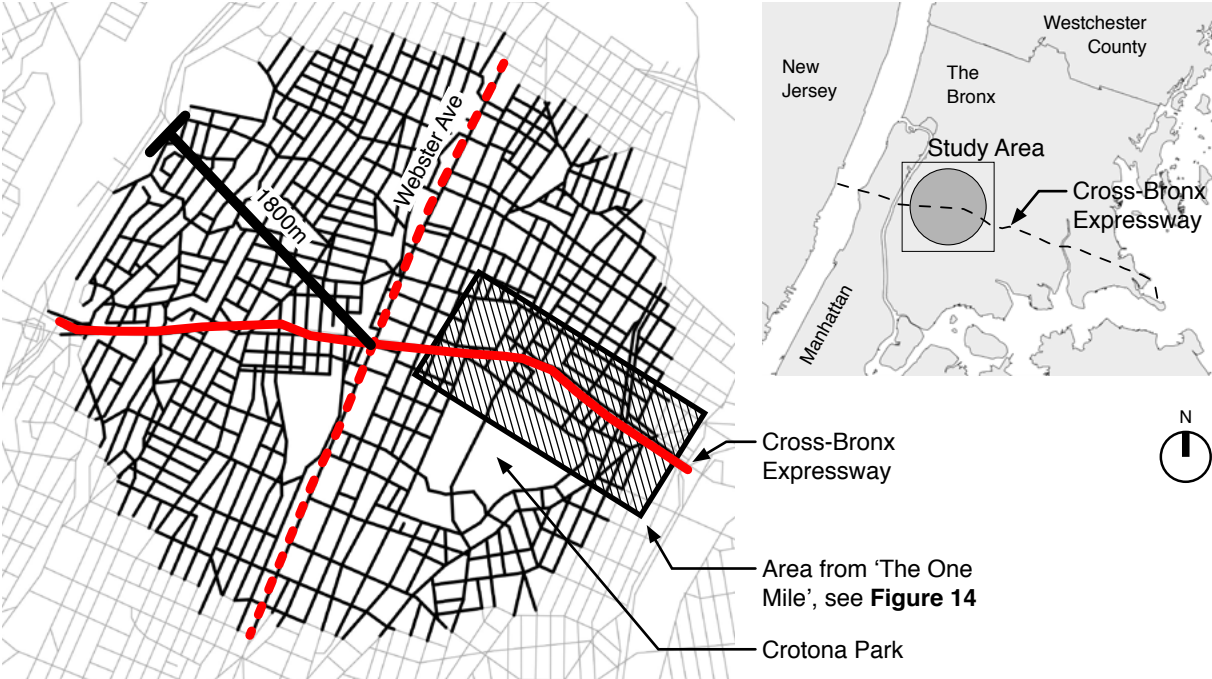 Webster Ave
1800m
New
Jersey
Westchester
County
The
Bronx
Study Area
Cross-Bronx
Expressway
Manhattan
N
Cross-Bronx
Expressway
Area from ‘The One
Mile’, see Figure 14
Crotona Park